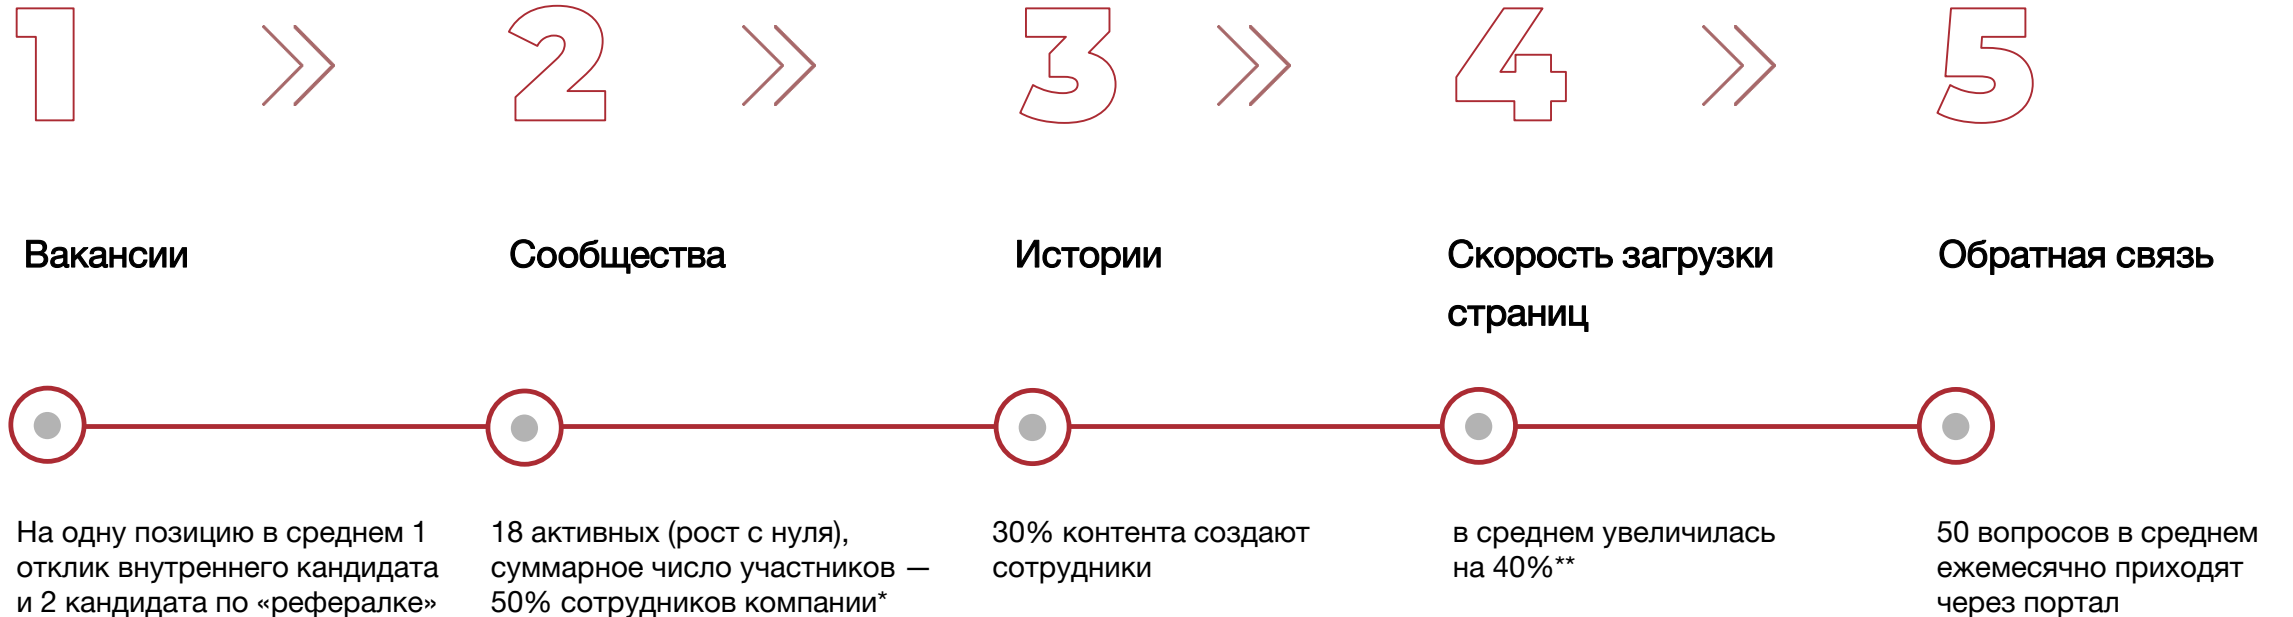 1
2
3
4
5
Вакансии
Сообщества
Истории
Скорость загрузки
страниц
Обратная связь
На одну позицию в среднем 1
отклик внутреннего кандидата
и 2 кандидата по «рефералке»
18 активных (рост с нуля),
суммарное число участников —
50% сотрудников компании*
30% контента создают
сотрудники
в среднем увеличилась
на 40%**
50 вопросов в среднем
ежемесячно приходят
через портал